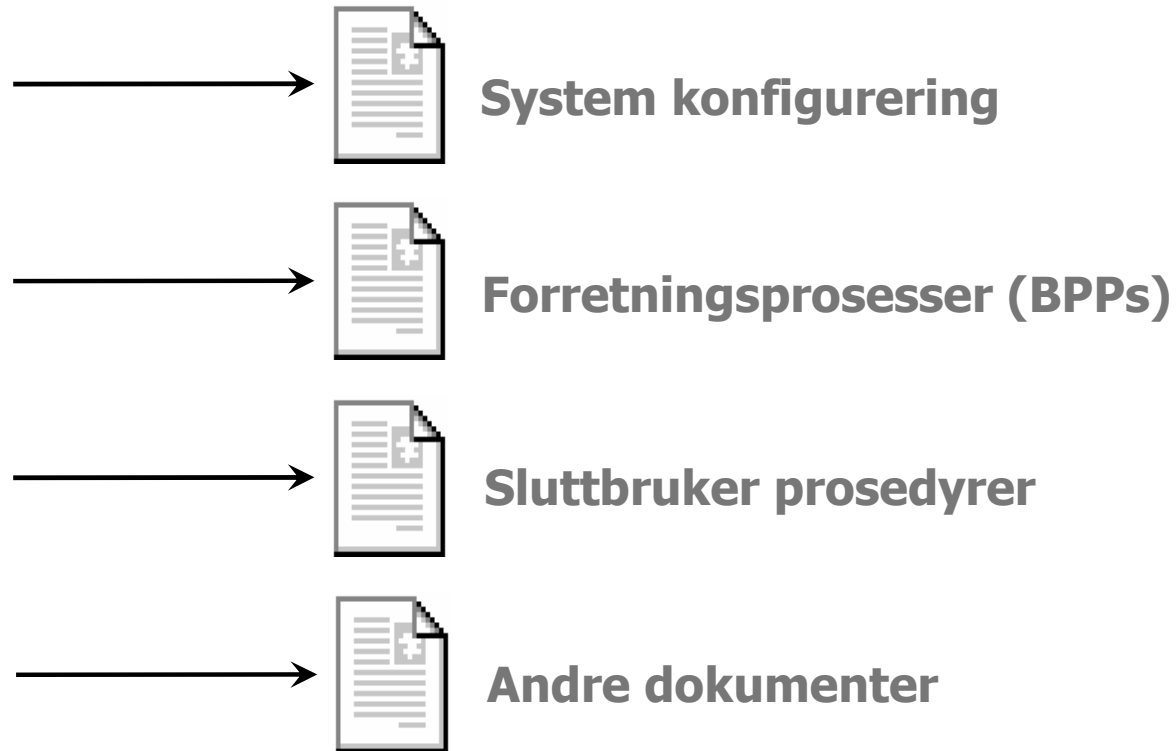 System konfigurering
Forretningsprosesser (BPPs)
Sluttbruker prosedyrer
Andre dokumenter